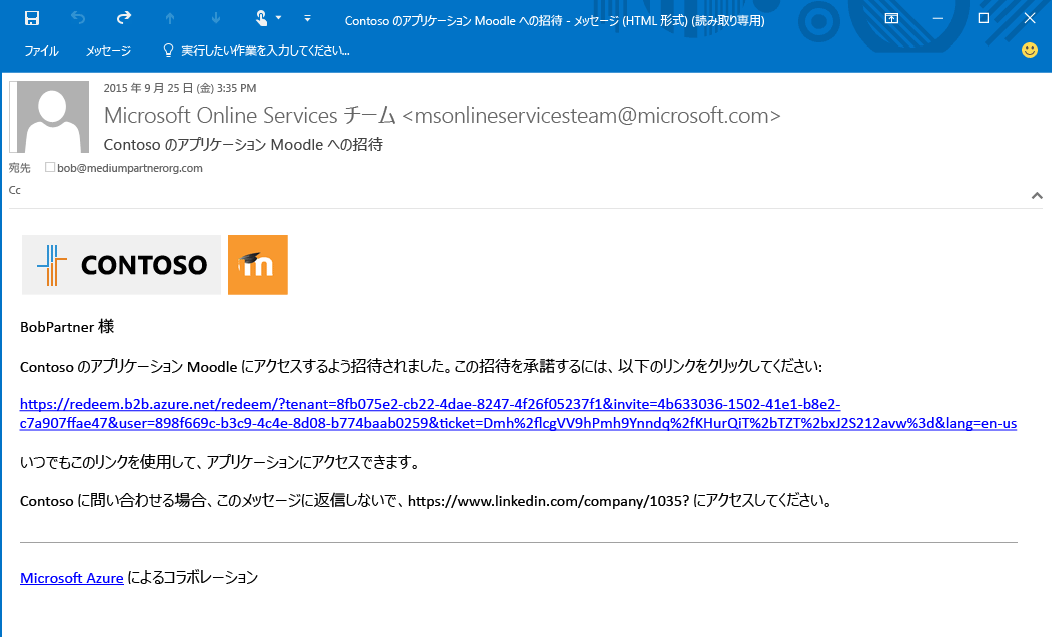 Contoso のアプリケーション Moodle への招待 - メッセージ (HTML 形式) (読み取り専用)
ファイル メッセージ 実行したい作業を入力してください...
2015 年 9 月 25 日 (金) 3:35 PM
Microsoft Online Services チーム <msonlineservicesteam@microsoft.com>
Contoso のアプリケーション Moodle への招待
宛先 bob@mediumpartnerorg.com
Cc
CONTOSO m
BobPartner 様
Contoso のアプリケーション Moodle にアクセスするよう招待されました。この招待を承諾するには、以下のリンクをクリックしてください:
https://redeem.b2b.azure.net/redeem/?tenant=8fb075e2-cb22-4dae-8247-4f26f05237f1&invite=4b633036-1502-41e1-b8e2-
c7a907ffae47&user=898f669c-b3c9-4c4e-8d08-b774baab0259&ticket=Dmh%2flcgVV9hPmh9Ynndq%2fKHurQiT%2bTZT%2bxJ2S212avw%3d&lang=en-us
いつでもこのリンクを使用して、アプリケーションにアクセスできます。
Contoso に問い合わせる場合、このメッセージに返信しないで、https://www.linkedin.com/company/1035? にアクセスしてください。
Microsoft Azure によるコラボレーション